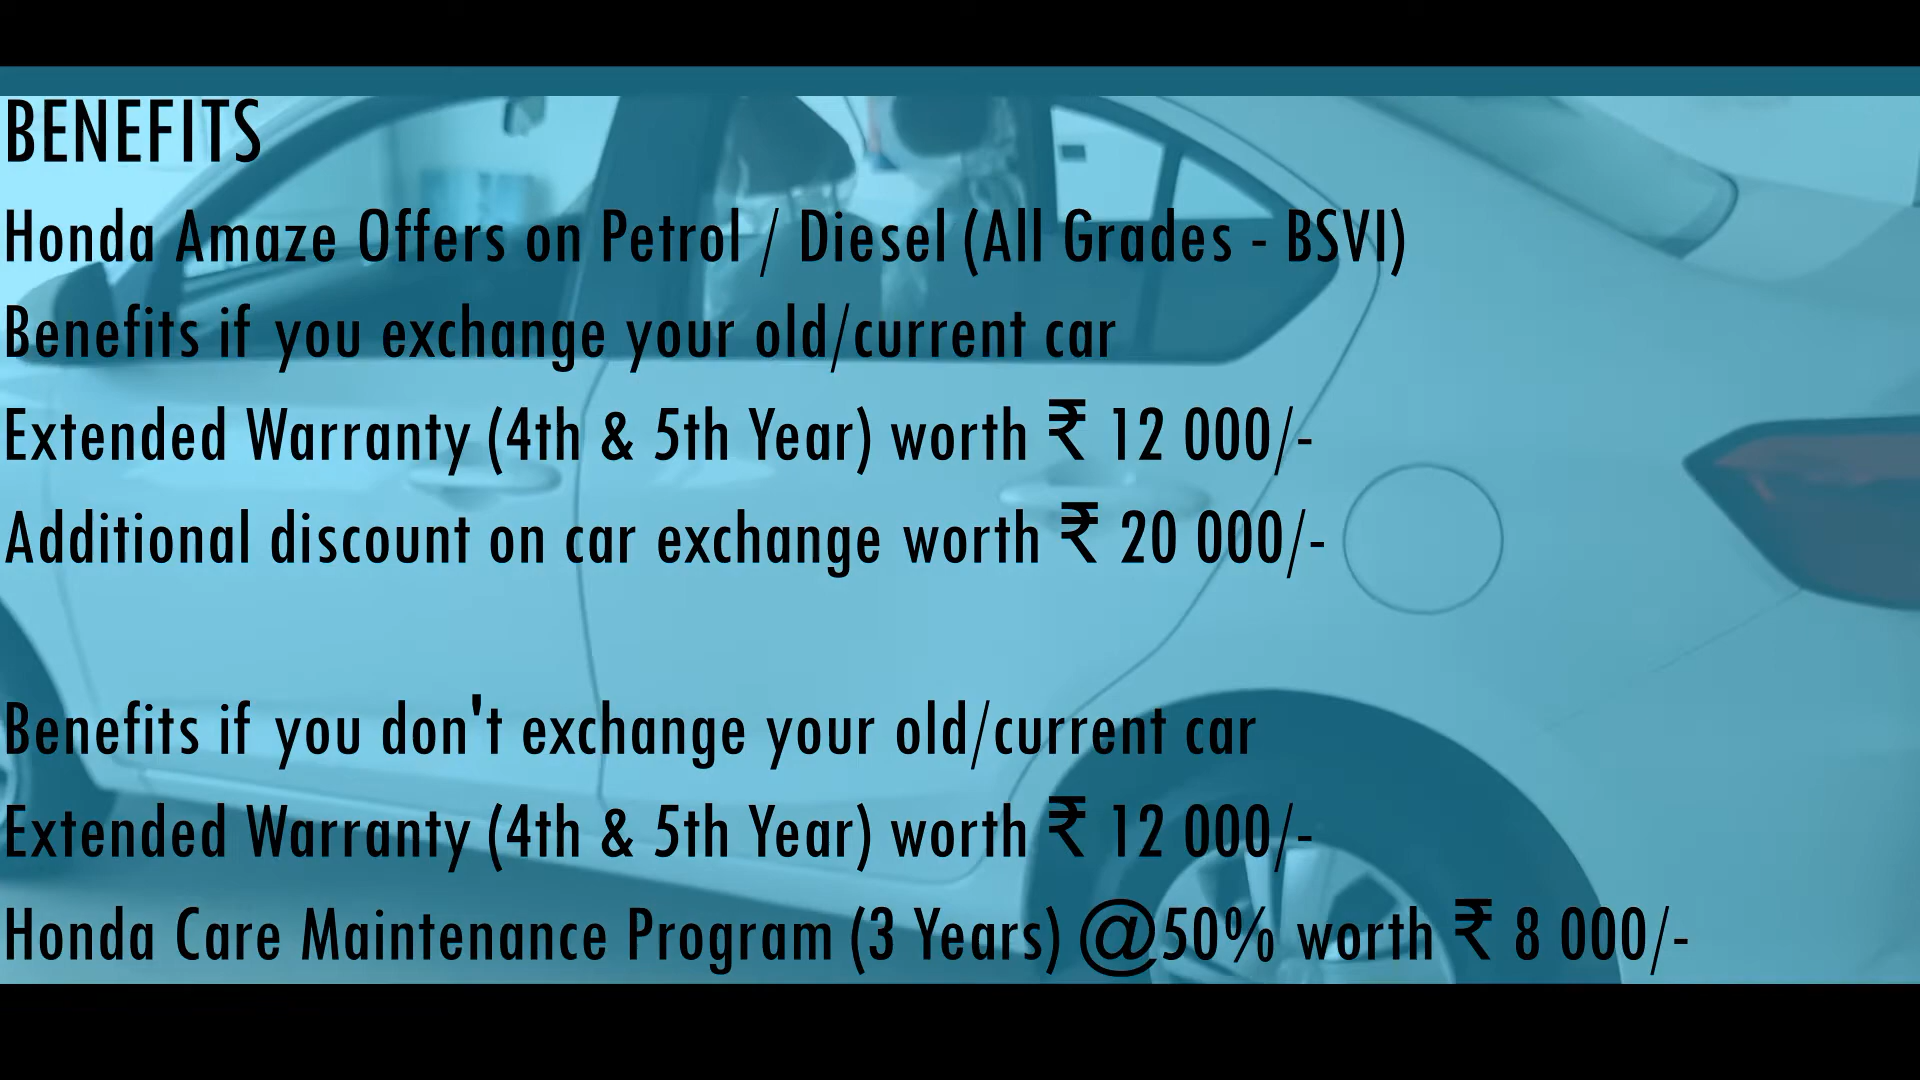 BENEFITS
Honda Amaze Offers on Petrol / Diesel (All Grades - BSVI)
Benefits if you exchange your old/current car
Extended Warranty (4th & 5th Year) worth ₹ 12 000/-
Additional discount on car exchange worth ₹ 20 000/-
Benefits if you don't exchange your old/current car
Extended Warranty (4th & 5th Year) worth ₹ 12 000/-
Honda Care Maintenance Program (3 Years) @50% worth ₹ 8 000/-